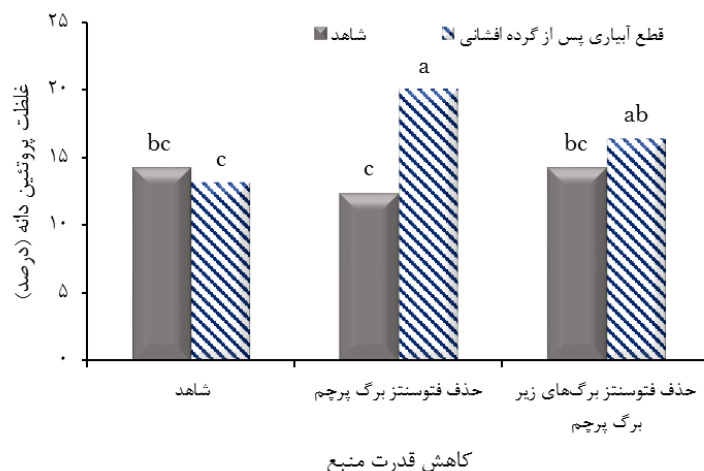 شاهد
قطع آبیاری پس از گرده افشانی
غلظت پروتئین دانه (درصد)
۲۵
۲۰
۱۵
۱۰
۵
۰
bc
c
c
a
bc
ab
شاهد
حذف فتوسنتز برگ پرچم
حذف فتوسنتز برگ‌های زیر
برگ پرچم
کاهش قدرت منبع